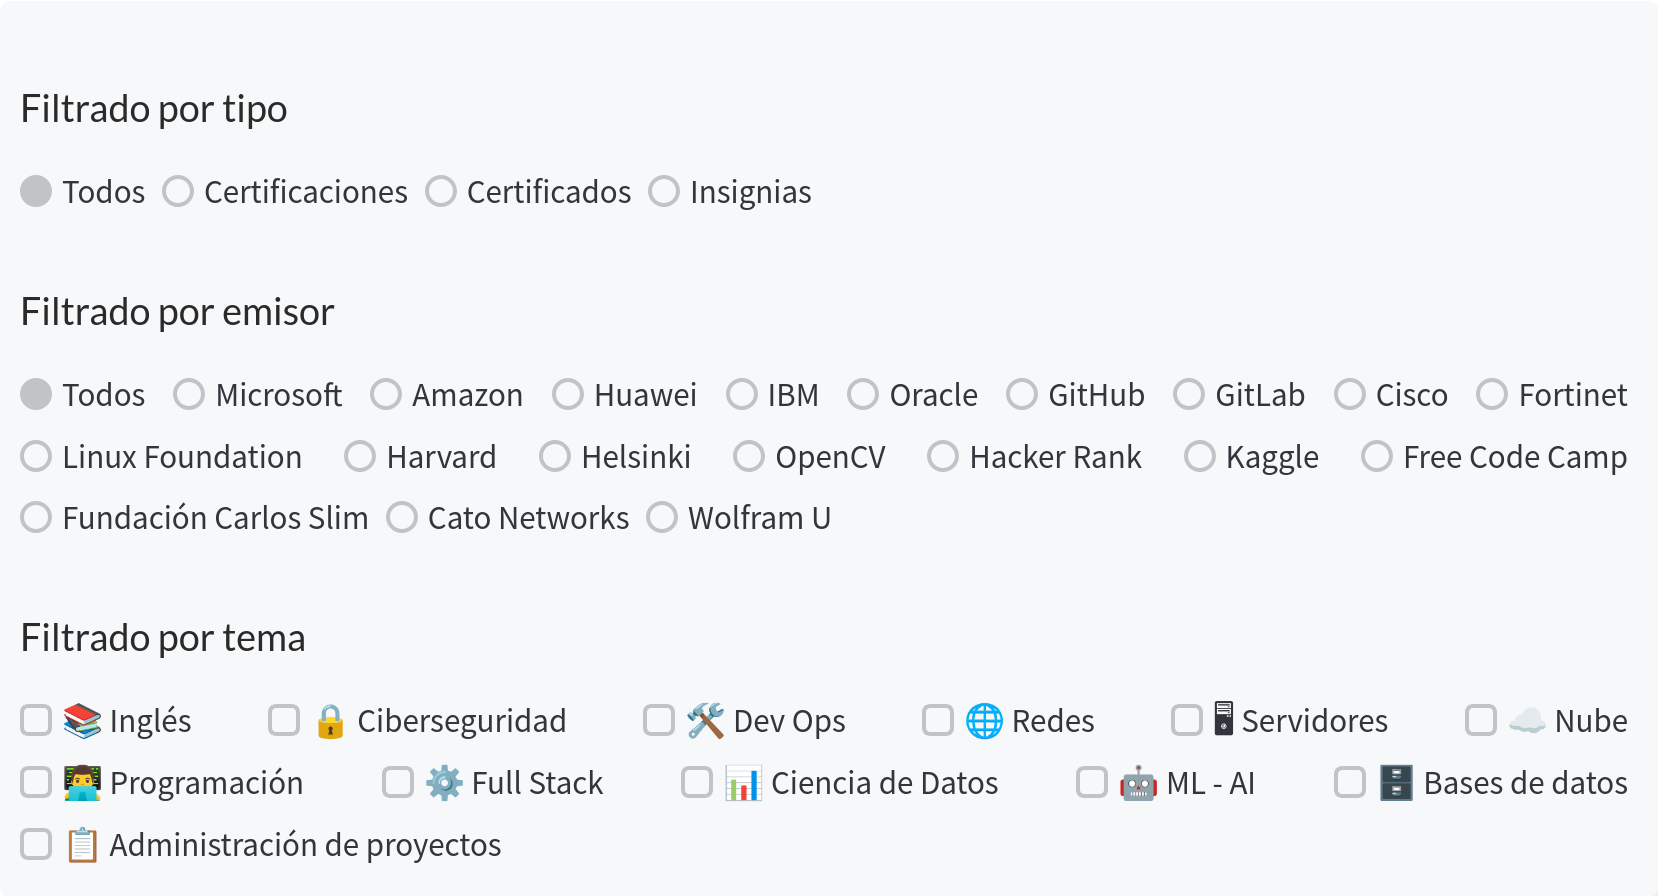 Filtrado por tipo
Todos Certificaciones Certificados Insignias
Filtrado por emisor
Todos Microsoft Amazon Huawei IBM Oracle GitHub GitLab Cisco Fortinet
Linux Foundation Harvard Helsinki OpenCV Hacker Rank Kaggle Free Code Camp
Fundación Carlos Slim Cato Networks Wolfram U
Filtrado por tema
📚 Inglés 🔒 Ciberseguridad 🛠️ Dev Ops 🌐 Redes 🖥 Servidores ☁️ Nube
👨‍💻 Programación ⚙️ Full Stack 📊 Ciencia de Datos 🤖 ML - AI 🗄️ Bases de datos
📋 Administración de proyectos